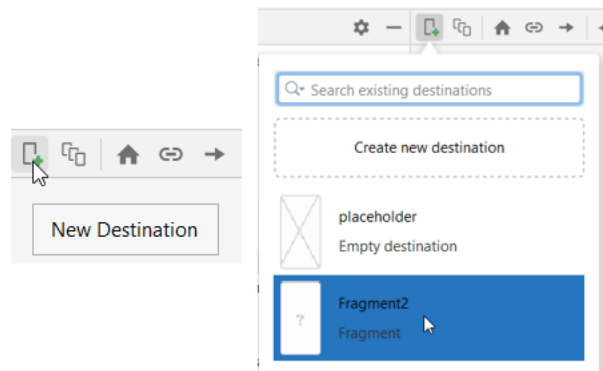 New Destination
Search existing destinations
Create new destination
placeholder
Empty destination
?
Fragment2
Fragment